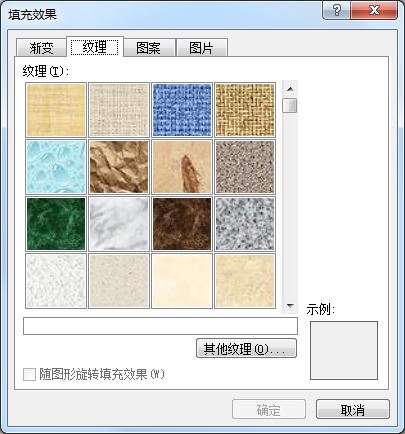 填充效果
渐变 纹理 图案 图片
纹理(T):
示例:
其他纹理(O)...
随图形旋转填充效果(W)
确定 取消